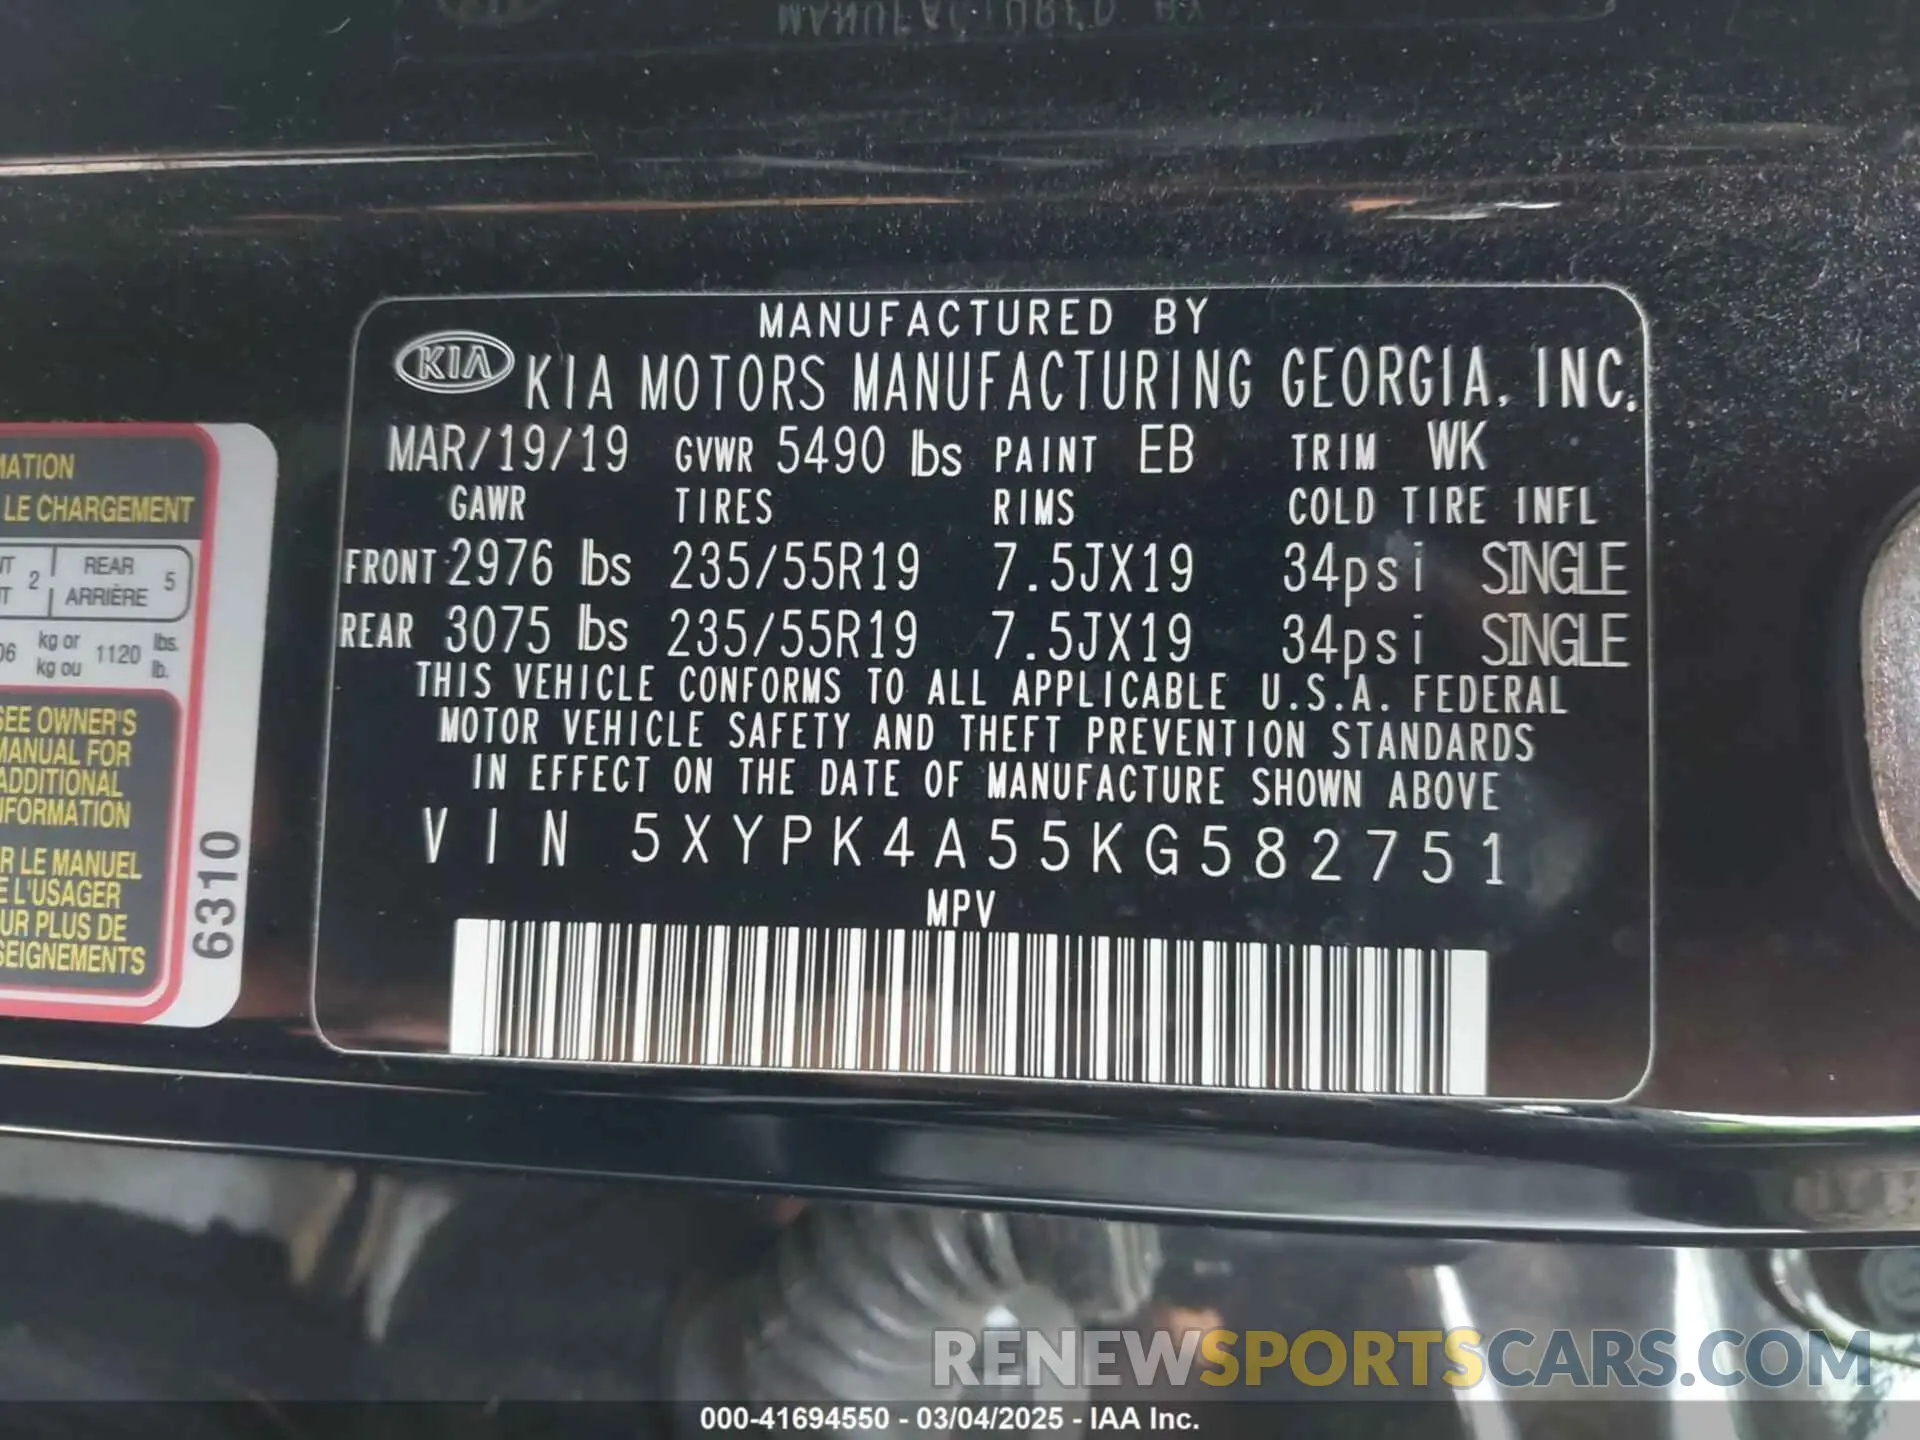 MANUFACTURED BY
MANUFACTURED BY
KIA KIA MOTORS MANUFACTURING GEORGIA, INC.
MAR/19/19 GVWR 5490 lbs PAINT EB TRIM WK
GAWR TIRES RIMS COLD TIRE INFL
FRONT 2976 lbs 235/55R19 7.5JX19 34psi SINGLE
REAR 3075 lbs 235/55R19 7.5JX19 34psi SINGLE
THIS VEHICLE CONFORMS TO ALL APPLICABLE U.S.A. FEDERAL
MOTOR VEHICLE SAFETY AND THEFT PREVENTION STANDARDS
IN EFFECT ON THE DATE OF MANUFACTURE SHOWN ABOVE
VIN 5XYPK4A55KG582751
MPV
MATION
LE CHARGEMENT
2 REAR 5
ARRIÈRE
06 kg or 1120 lbs.
kg ou lb.
SEE OWNER'S
MANUAL FOR
ADDITIONAL
INFORMATION
R LE MANUEL
E L'USAGER
UR PLUS DE
SEIGNEMENTS
6310
RENEWSPORTSCARS.COM
000-41694550 - 03/04/2025 - IAA Inc.